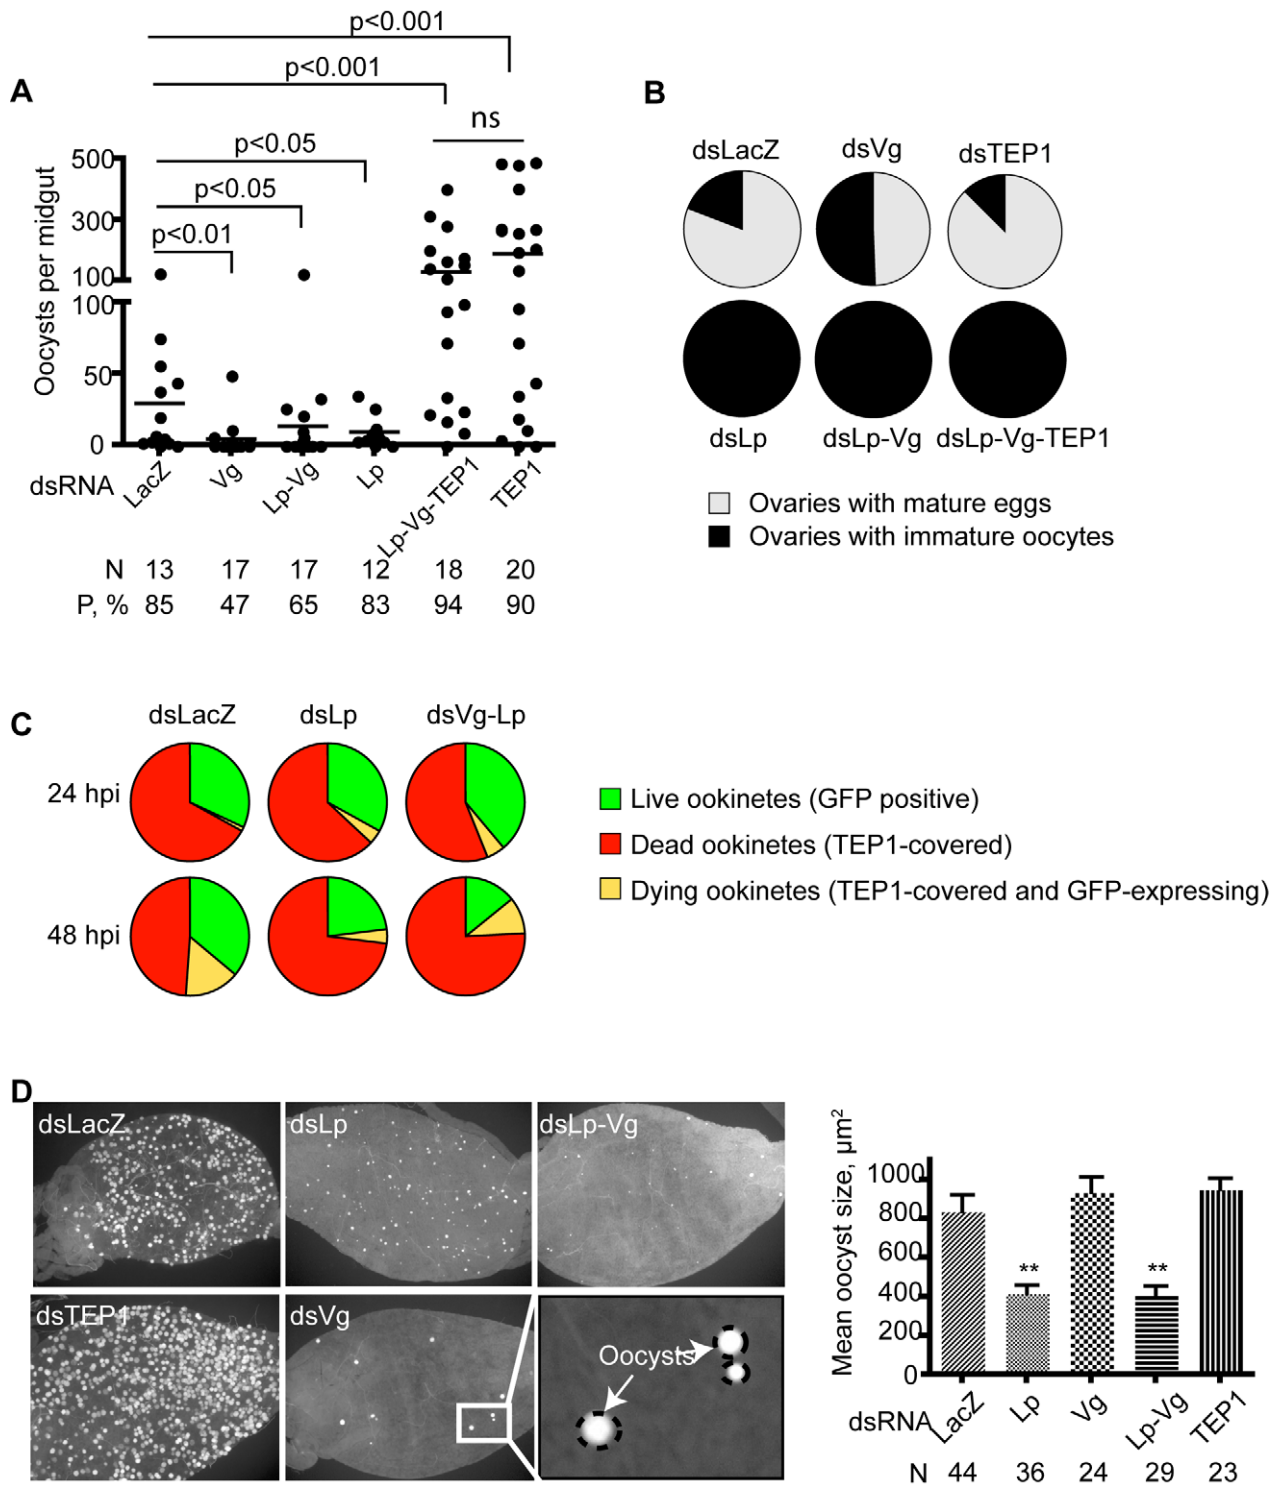 A
p<0.001
p<0.001
p<0.05
p<0.05
p<0.01
ns
Oocysts per midgut
500
300
100
100
50
0
dsRNA
LacZ
Vg
Lp-Vg
Lp
Lp-Vg-TEP1
TEP1
N 13 17 17 12 18 20
P, % 85 47 65 83 94 90
B
dsLacZ dsVg dsTEP1
dsLp dsLp-Vg dsLp-Vg-TEP1
Ovaries with mature eggs
Ovaries with immature oocytes
C
dsLacZ dsLp dsVg-Lp
24 hpi
48 hpi
Live ookinetes (GFP positive)
Dead ookinetes (TEP1-covered)
Dying ookinetes (TEP1-covered and GFP-expressing)
D
dsLacZ dsLp dsLp-Vg
dsTEP1 dsVg
Oocysts
Mean oocyst size, µm²
1000
800
600
400
200
0
** **
dsRNA
LacZ
Lp
Vg
Lp-Vg
TEP1
N 44 36 24 29 23